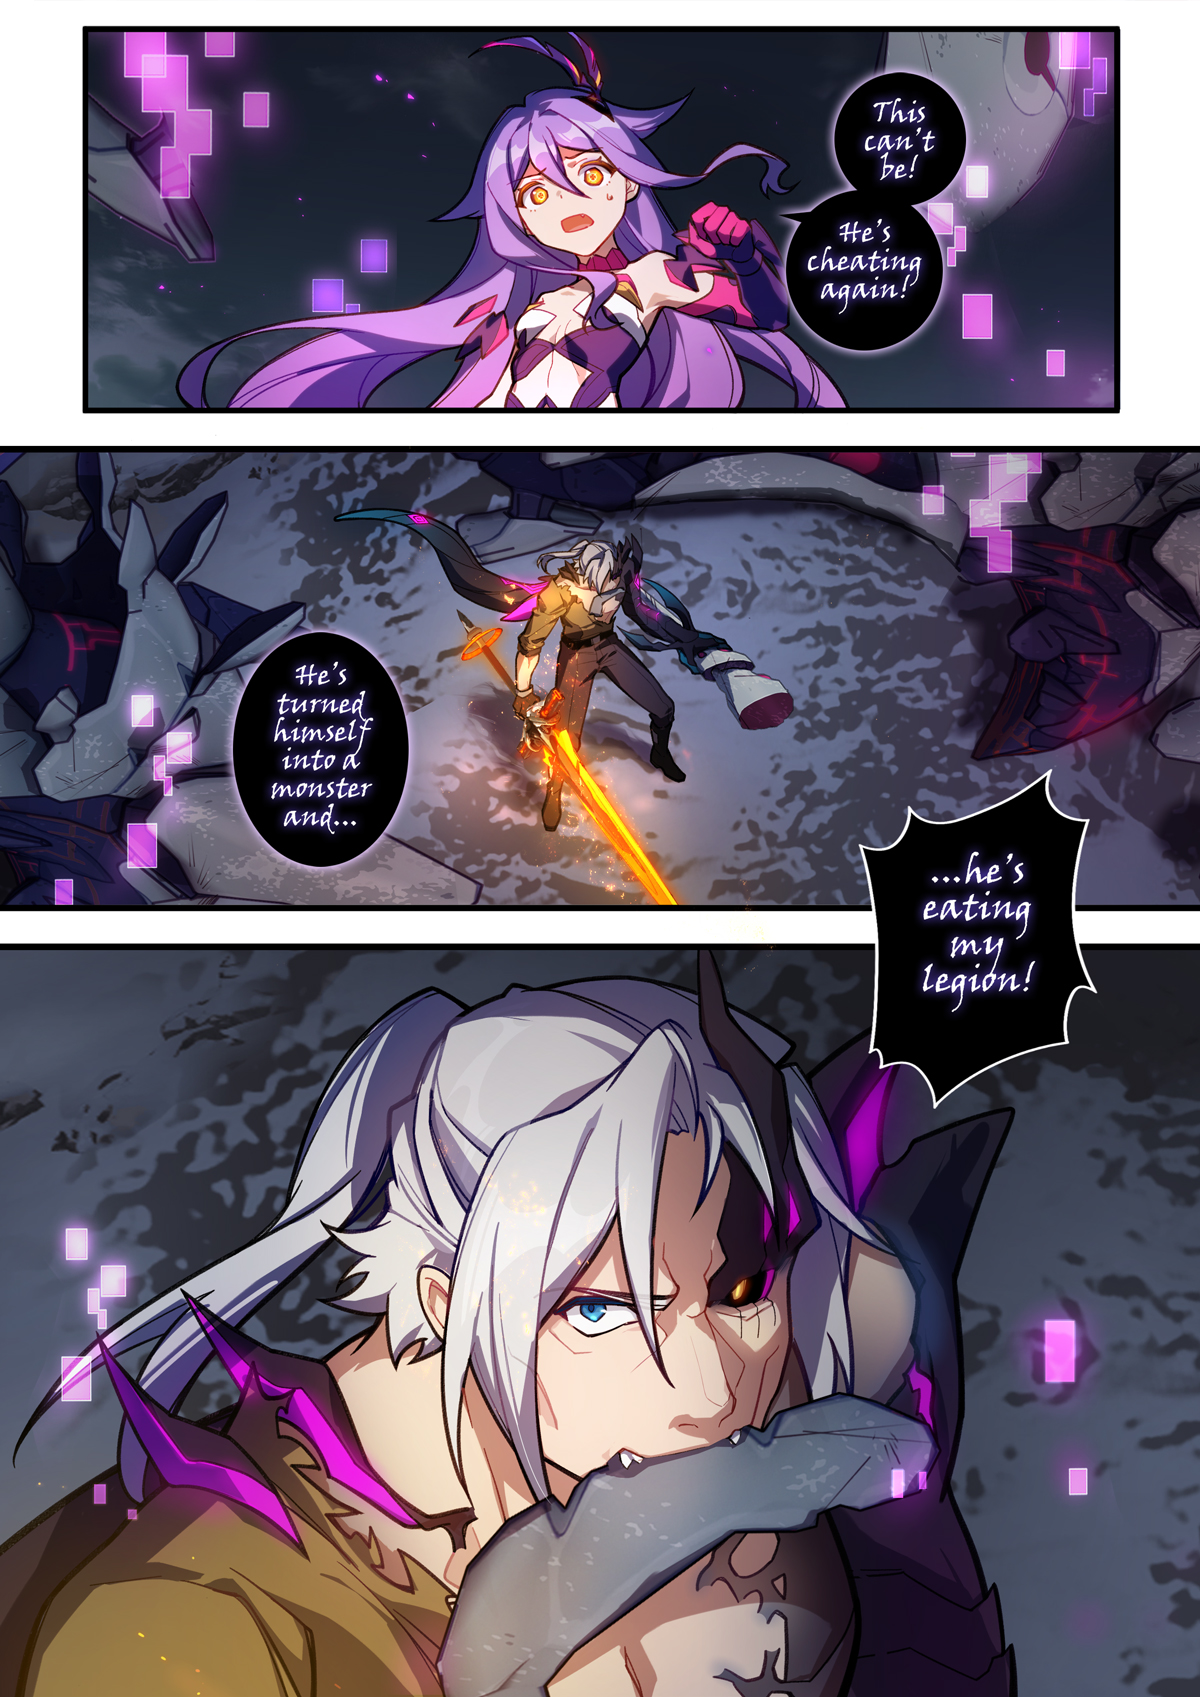 This
can't
be!
He's
cheating
again!
He's
turned
himself
into a
monster
and...
...he's
eating
my
legion!